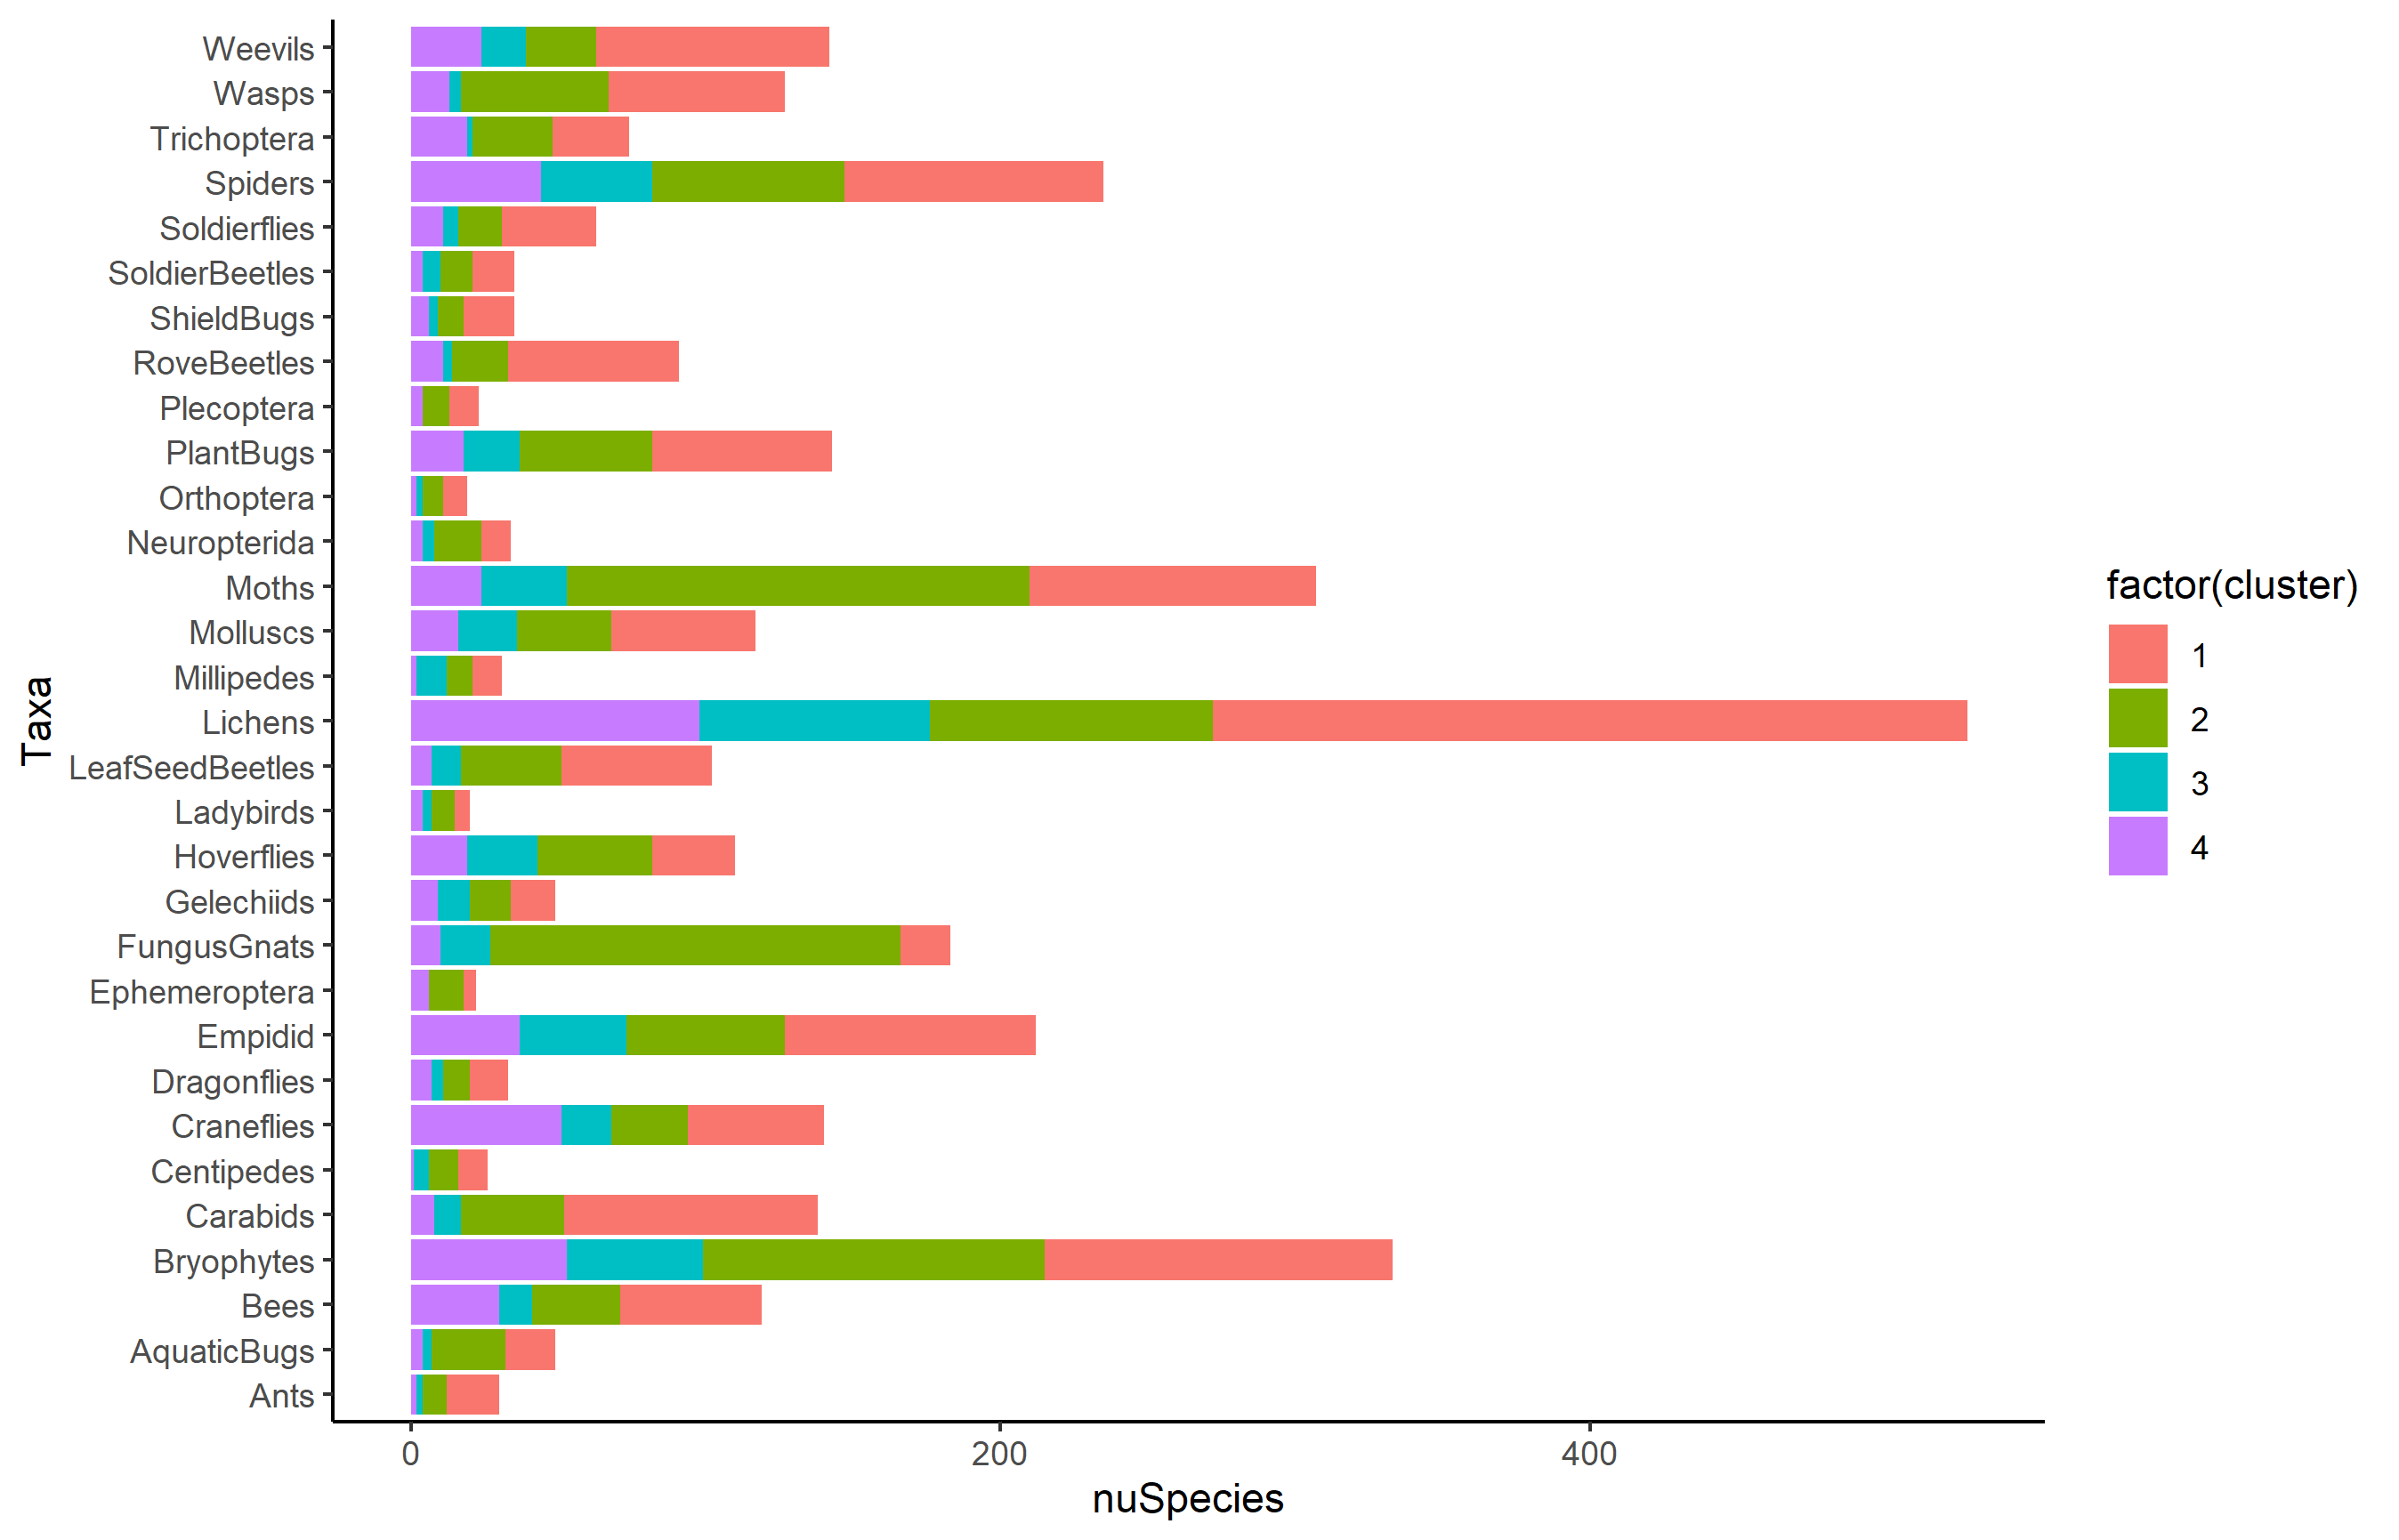 Weevils
Wasps
Trichoptera
Spiders
Soldierflies
SoldierBeetles
ShieldBugs
RoveBeetles
Plecoptera
PlantBugs
Orthoptera
Neuropterida
Moths
Molluscs
Millipedes
Lichens
LeafSeedBeetles
Ladybirds
Hoverflies
Gelechiids
FungusGnats
Ephemeroptera
Empidid
Dragonflies
Craneflies
Centipedes
Carabids
Bryophytes
Bees
AquaticBugs
Ants
Taxa
0 200 400
nuSpecies
factor(cluster)
1
2
3
4